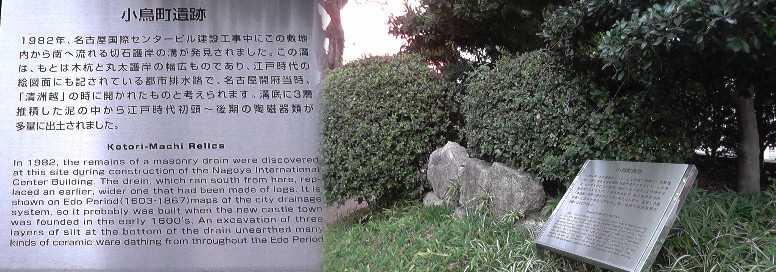 小鳥町遺跡
1982年、名古屋国際センタービル建設工事中にこの敷地
内から南へ流れる切石護岸の溝が発見されました。この溝
は、もとは木杭と丸太護岸の幅広ものであり、江戸時代の
絵図面にも記されている都市排水路で、名古屋開府当時、
「清洲越」の時に開かれたものと考えられます。溝底に3層
堆積した泥の中から江戸時代初頭～後期の陶磁器類が
多量に出土されました。
Kotori-Machi Relics
In 1982, the remains of a masonry drain were discovered
at this site during construction of the Nagoya International
Center Building. The drain, which ran south from here, rep-
laced an earlier, wider one that had been made of logs. It is
shown on Edo Period(1603-1867)maps of the city drainage
system, so it probably was built when the new castle town
was founded in the early 1600's. An excavation of three
layers of silt at the bottom of the drain unearthed many
kinds of ceramic ware dathing from throughout the Edo Period
小鳥町遺跡